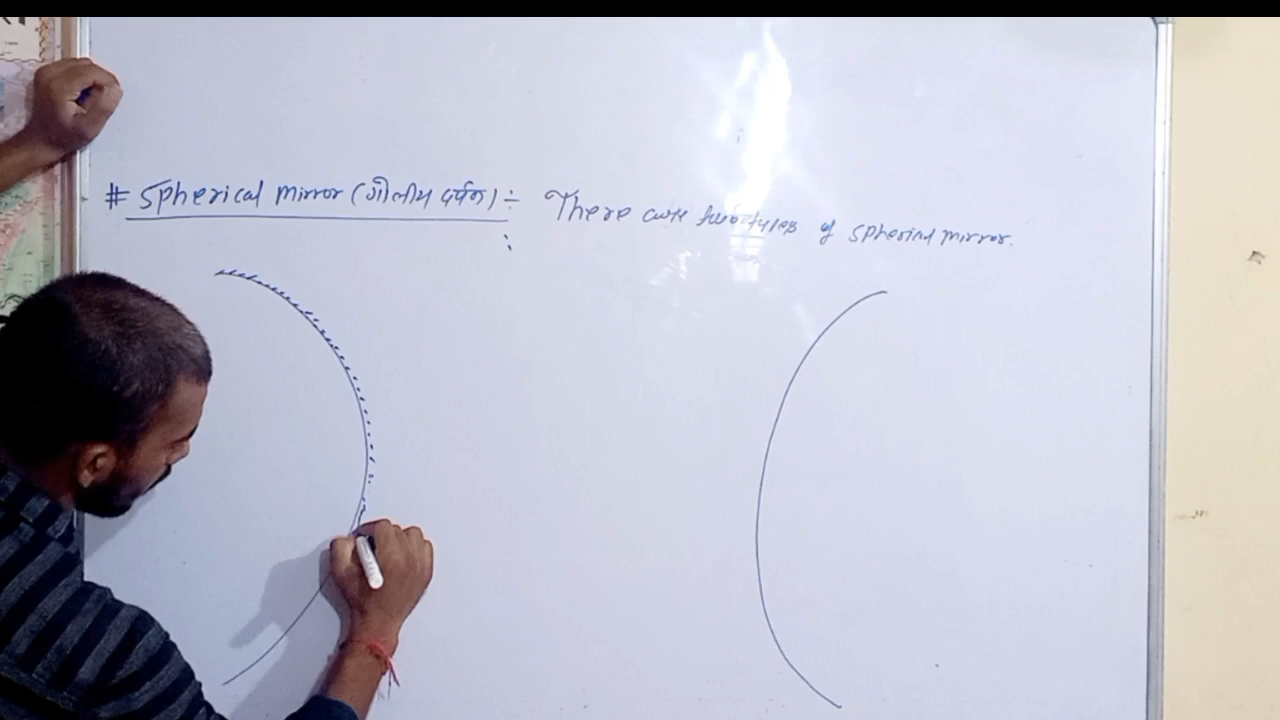 # Spherical mirror (गोलीय दर्पण) ÷ There are two types of spherical mirror.